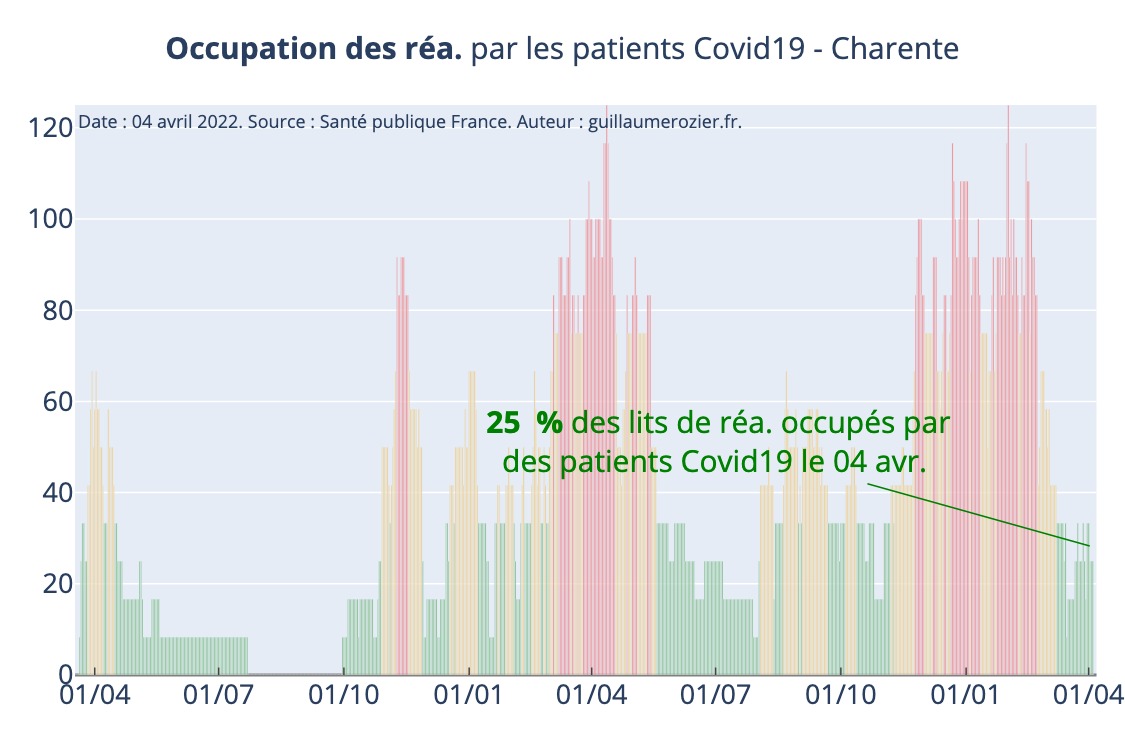 Occupation des réa. par les patients Covid19 - Charente
Date : 04 avril 2022. Source : Santé publique France. Auteur : guillaumerozier.fr.
120
100
80
60
40
20
0
25 % des lits de réa. occupés par
des patients Covid19 le 04 avr.
01/04 01/07 01/10 01/01 01/04 01/07 01/10 01/01 01/04